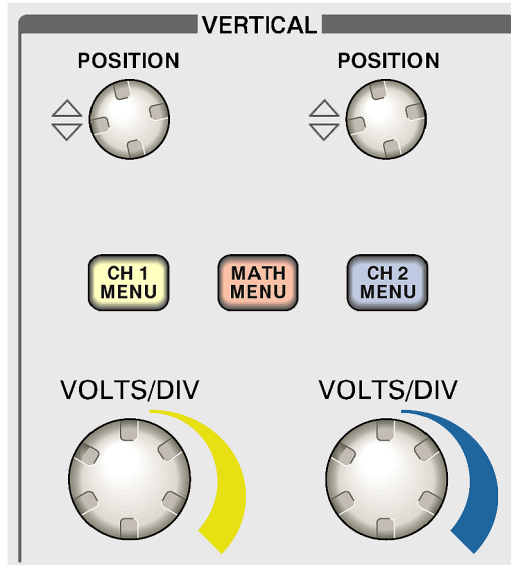 VERTICAL
POSITION POSITION
CH 1 MENU
MATH MENU
CH 2 MENU
VOLTS/DIV VOLTS/DIV